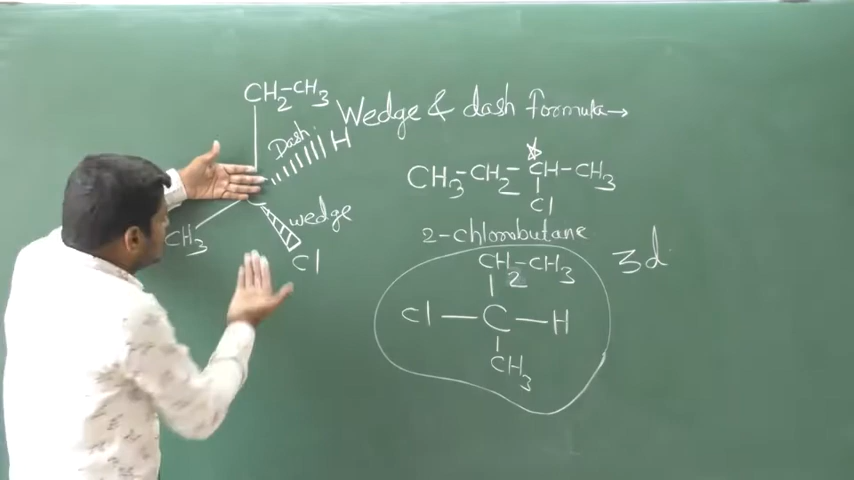 CH2-CH3
Wedge & dash formula→
Dash
H
CH3-CH2-CH-CH3
Cl
wedge
CH3
Cl
2-chlorobutane
CH2-CH3
3d
Cl—C—H
CH3